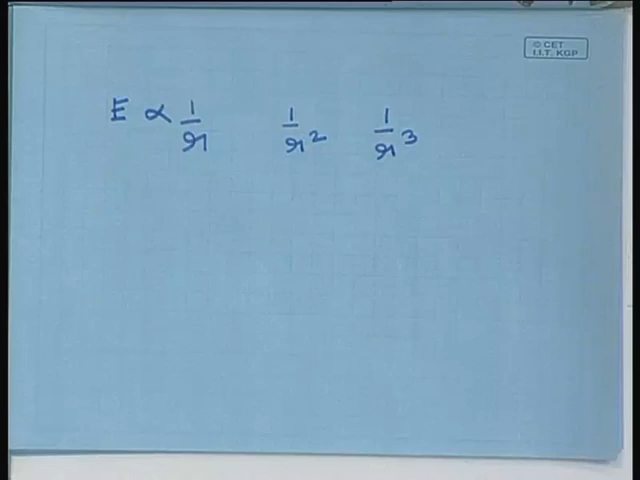 © CET
I.I.T. KGP
E ∝ 1/r 1/r² 1/r³